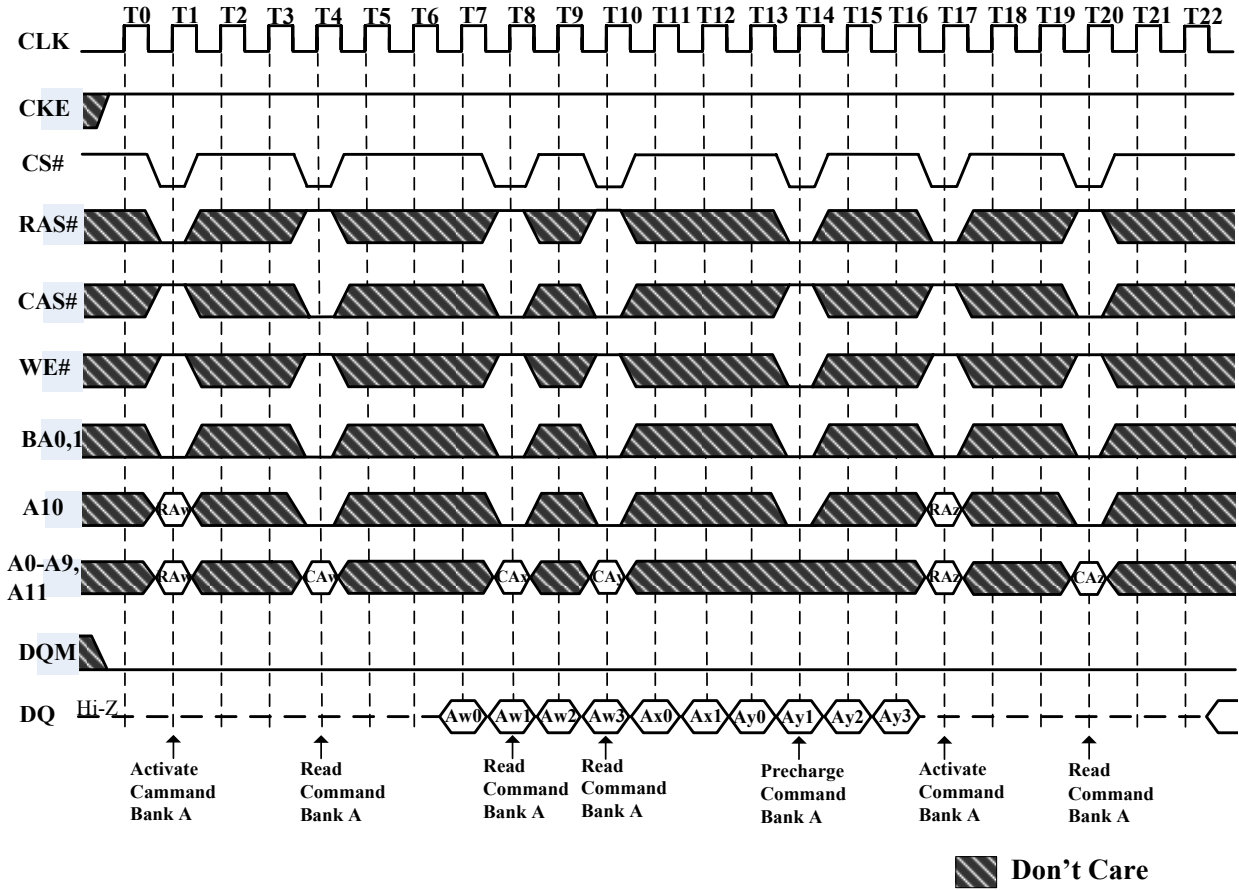 T0 T1 T2 T3 T4 T5 T6 T7 T8 T9 T10 T11 T12 T13 T14 T15 T16 T17 T18 T19 T20 T21 T22
CLK
CKE
CS#
RAS#
CAS#
WE#
BA0,1
A10 RAw RAz
A0-A9,
A11 RAw CAw CAx CAy RAz CAz
DQM
DQ Hi-Z Aw0 Aw1 Aw2 Aw3 Ax0 Ax1 Ay0 Ay1 Ay2 Ay3
Activate
Cammand
Bank A
Read
Command
Bank A
Read
Command
Bank A
Read
Command
Bank A
Precharge
Command
Bank A
Activate
Command
Bank A
Read
Command
Bank A
Don't Care